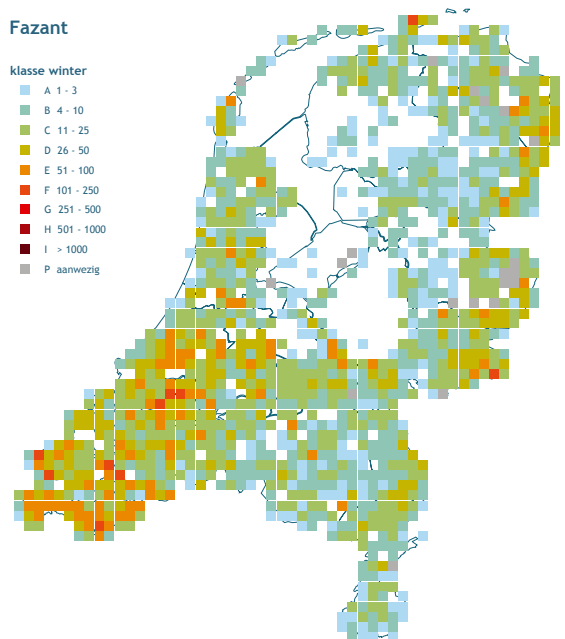 Fazant
klasse winter
A 1 - 3
B 4 - 10
C 11 - 25
D 26 - 50
E 51 - 100
F 101 - 250
G 251 - 500
H 501 - 1000
I > 1000
P aanwezig